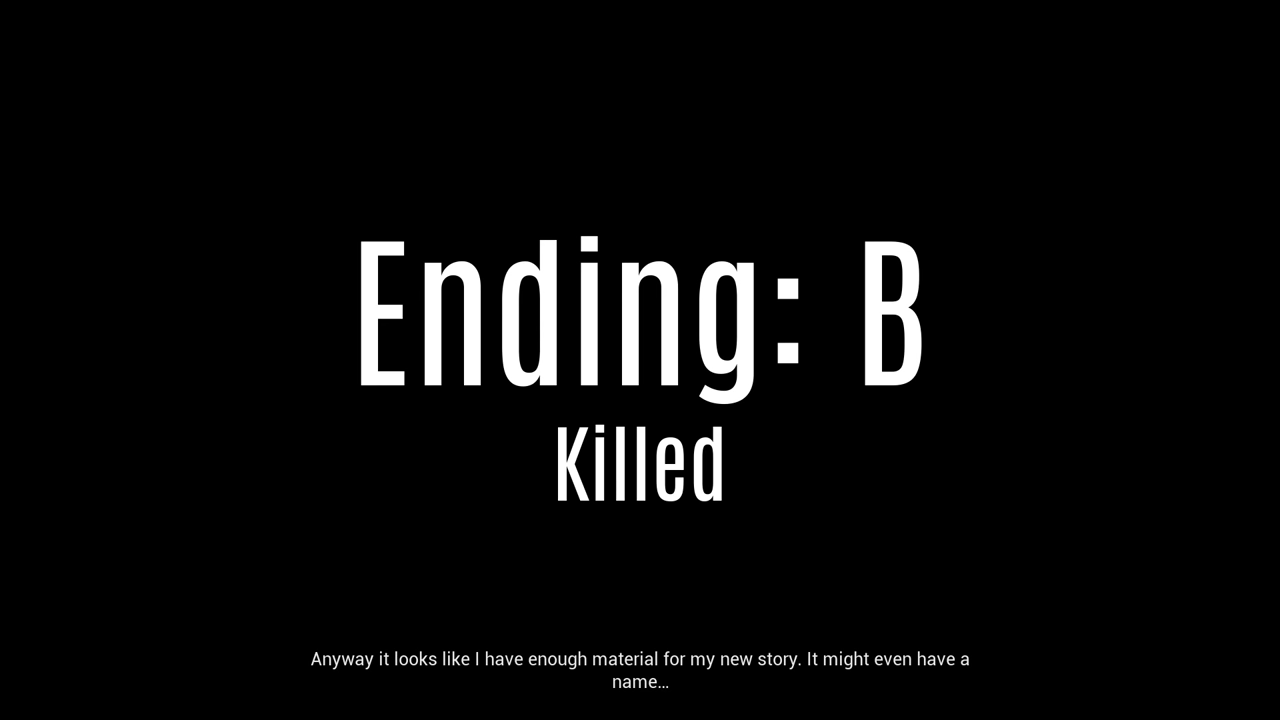 Ending: B
Killed
Anyway it looks like I have enough material for my new story. It might even have a
name...